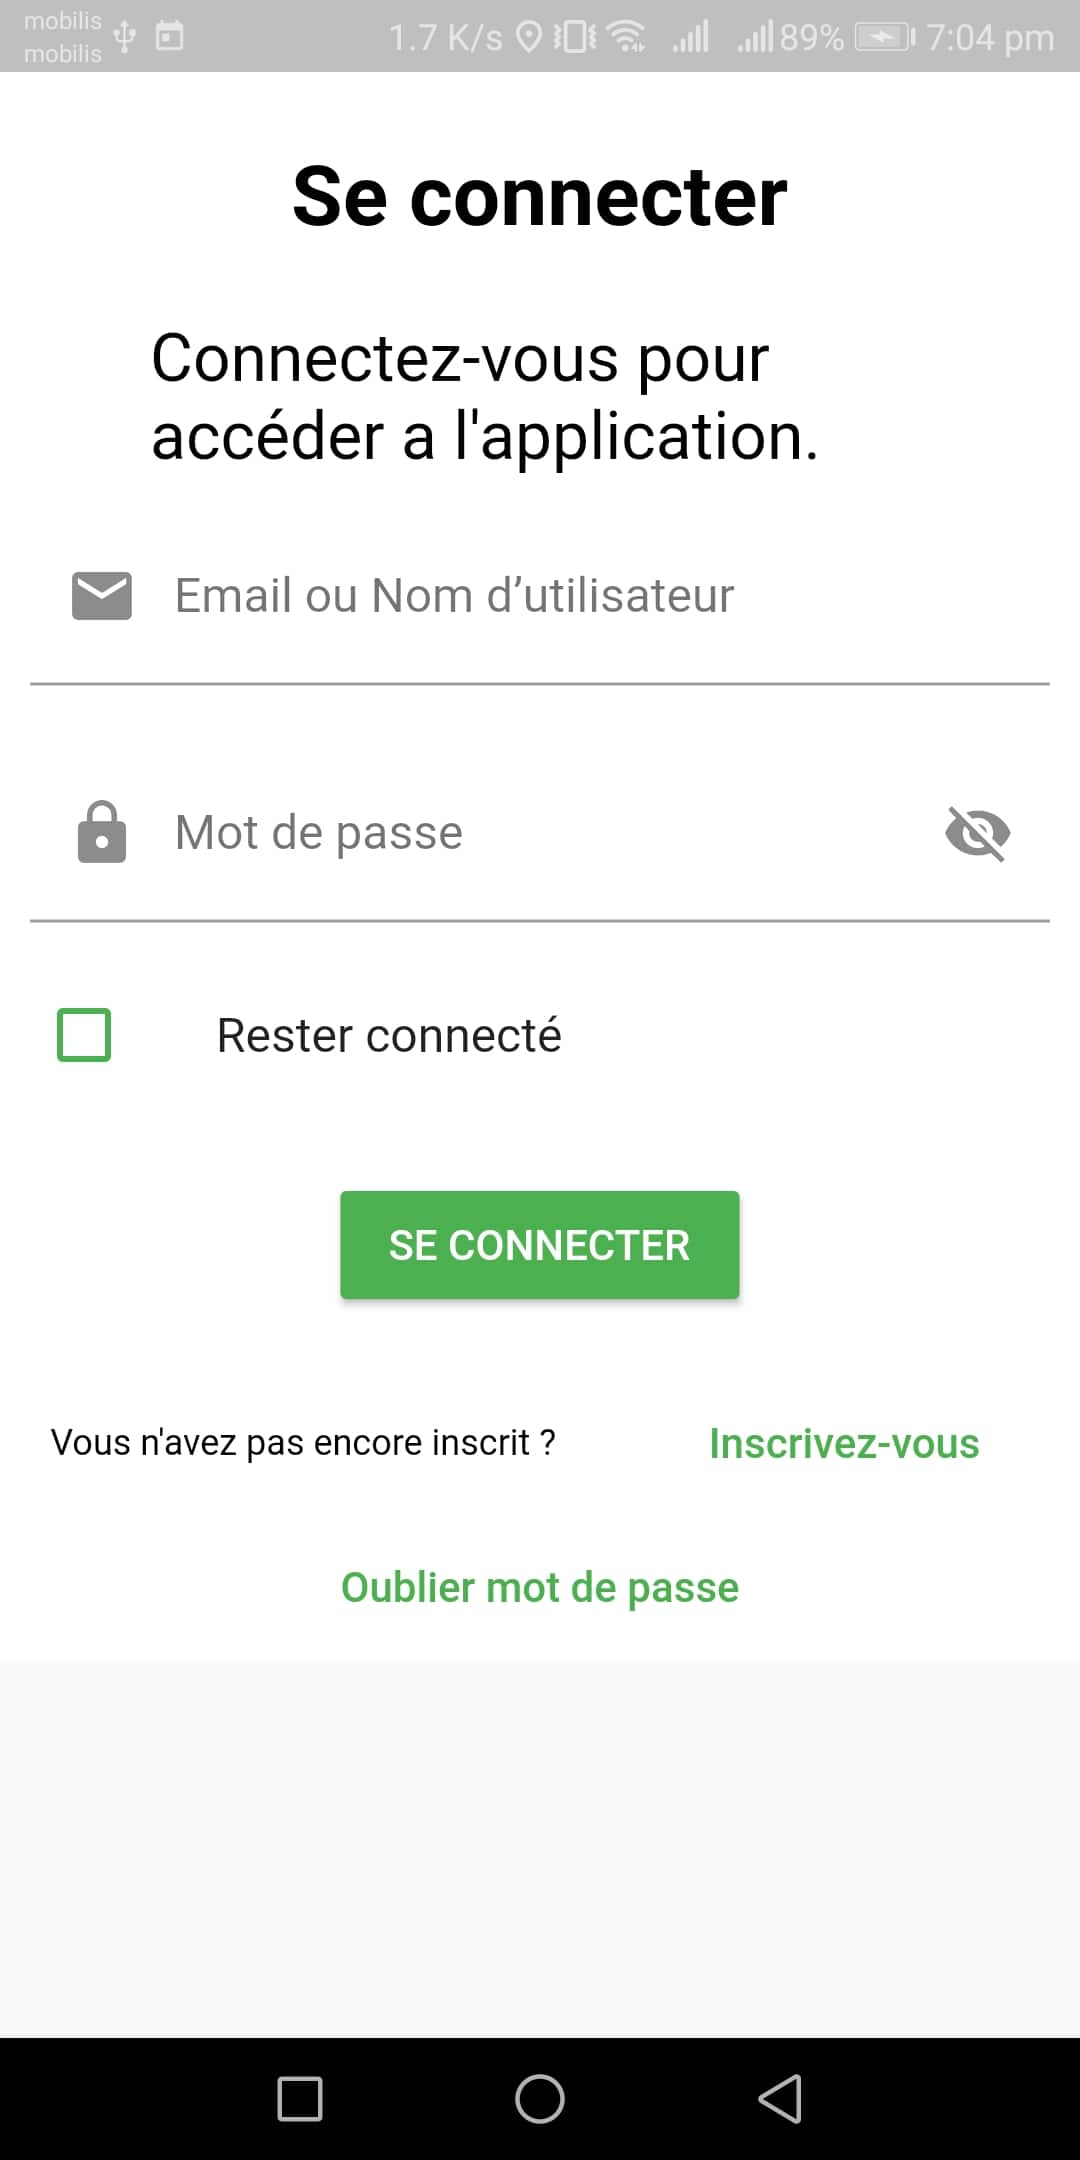 mobilis
mobilis
1.7 K/s
89%
7:04 pm
Se connecter
Connectez-vous pour
accéder a l'application.
Email ou Nom d’utilisateur
Mot de passe
Rester connecté
SE CONNECTER
Vous n'avez pas encore inscrit ?
Inscrivez-vous
Oublier mot de passe